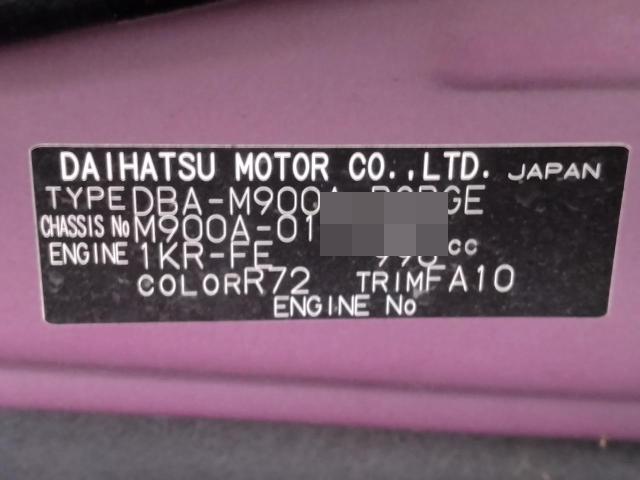 DAIHATSU MOTOR CO.,LTD. JAPAN
TYPE DBA-M900A
CHASSIS No M900A-01
ENGINE 1KR-FE cc
COLOR R72 TRIM FA10
ENGINE No